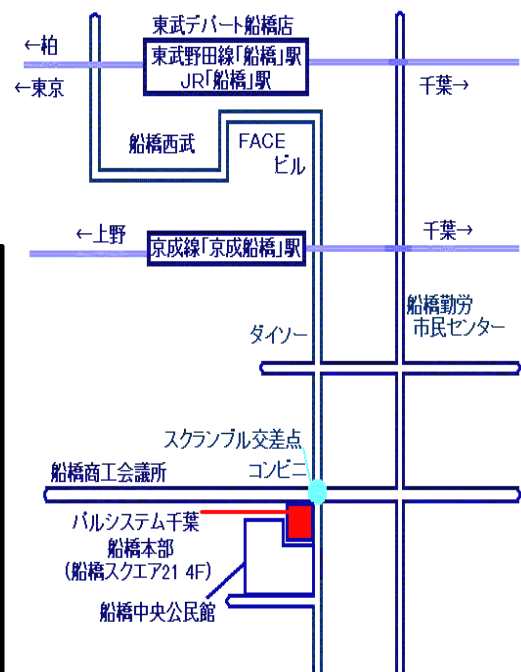 東武デパート船橋店
←柏
東武野田線「船橋」駅
JR「船橋」駅
←東京
千葉→
船橋西武
FACE
ビル
←上野
京成線「京成船橋」駅
千葉→
船橋勤労
市民センター
ダイソー
スクランブル交差点
船橋商工会議所
コンビニ
パルシステム千葉
船橋本部
(船橋スクエア21 4F)
船橋中央公民館